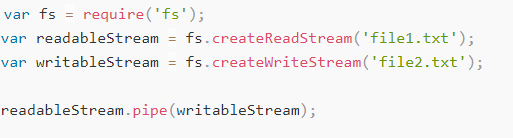 var fs = require('fs');
var readableStream = fs.createReadStream('file1.txt');
var writableStream = fs.createWriteStream('file2.txt');
readableStream.pipe(writableStream);